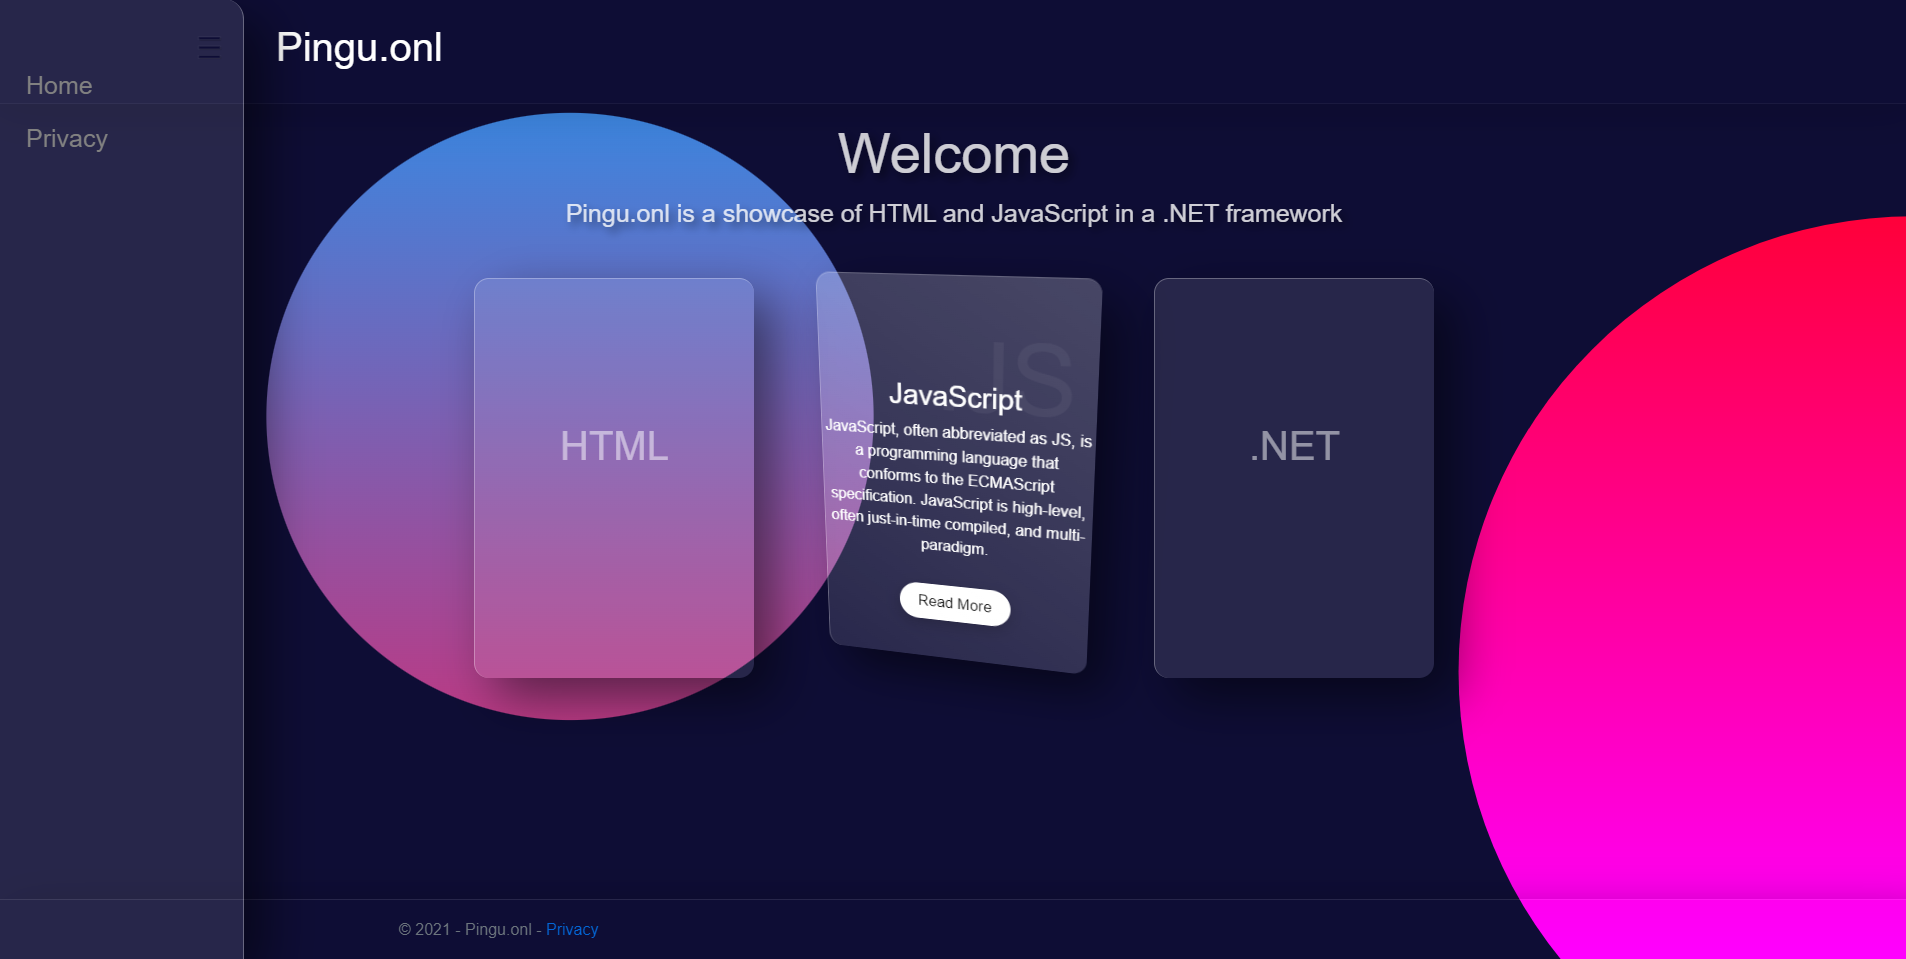 Pingu.onl
Home
Privacy
Welcome
Pingu.onl is a showcase of HTML and JavaScript in a .NET framework
HTML
JS
JavaScript
JavaScript, often abbreviated as JS, is
a programming language that
conforms to the ECMAScript
specification. JavaScript is high-level,
often just-in-time compiled, and multi-
paradigm.
Read More
.NET
© 2021 - Pingu.onl - Privacy